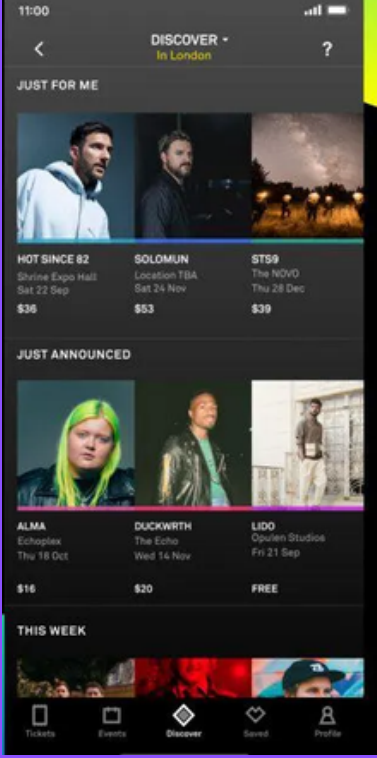 11:00
DISCOVER
In London
?
JUST FOR ME
HOT SINCE 82
Shrine Expo Hall
Sat 22 Sep
$36
SOLOMUN
Location TBA
Sat 24 Nov
$53
STS9
The NOVO
Thu 28 Dec
$39
JUST ANNOUNCED
ALMA
Echoplex
Thu 18 Oct
$16
DUCKWRTH
The Echo
Wed 14 Nov
$20
LIDO
Opulen Studios
Fri 21 Sep
FREE
THIS WEEK
Tickets
Events
Discover
Saved
Profile